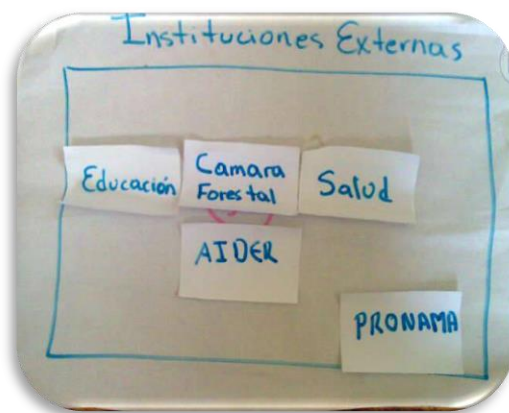 Instituciones Externas
Educación
Camara
Forestal
Salud
AIDER
PRONAMA